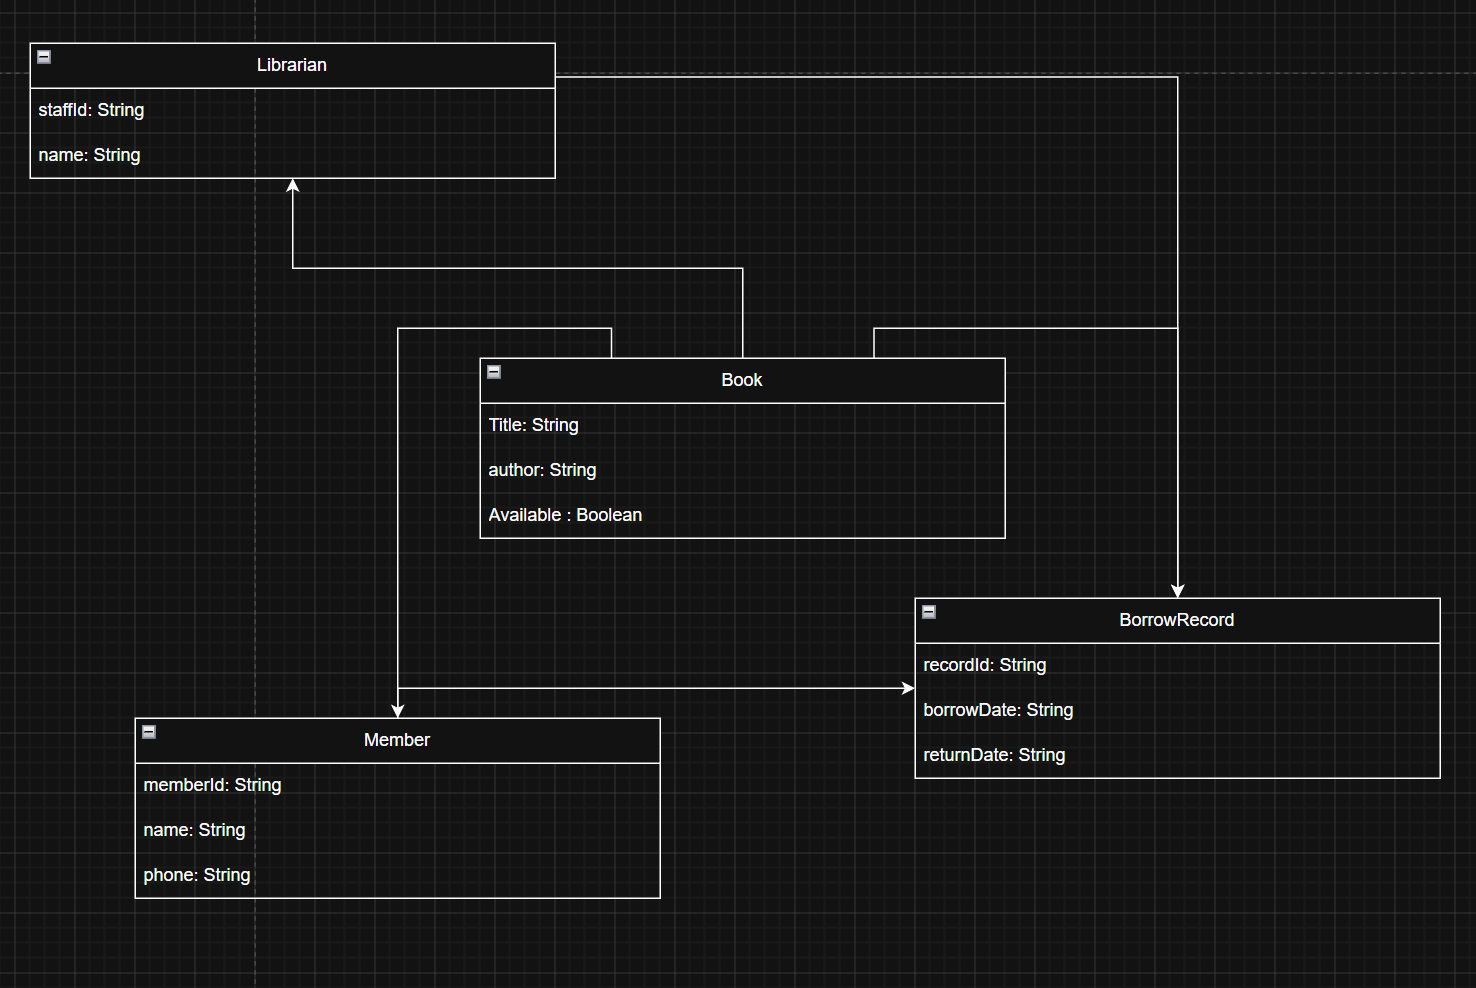 Librarian
staffId: String
name: String
Book
Title: String
author: String
Available : Boolean
BorrowRecord
recordId: String
borrowDate: String
returnDate: String
Member
memberId: String
name: String
phone: String